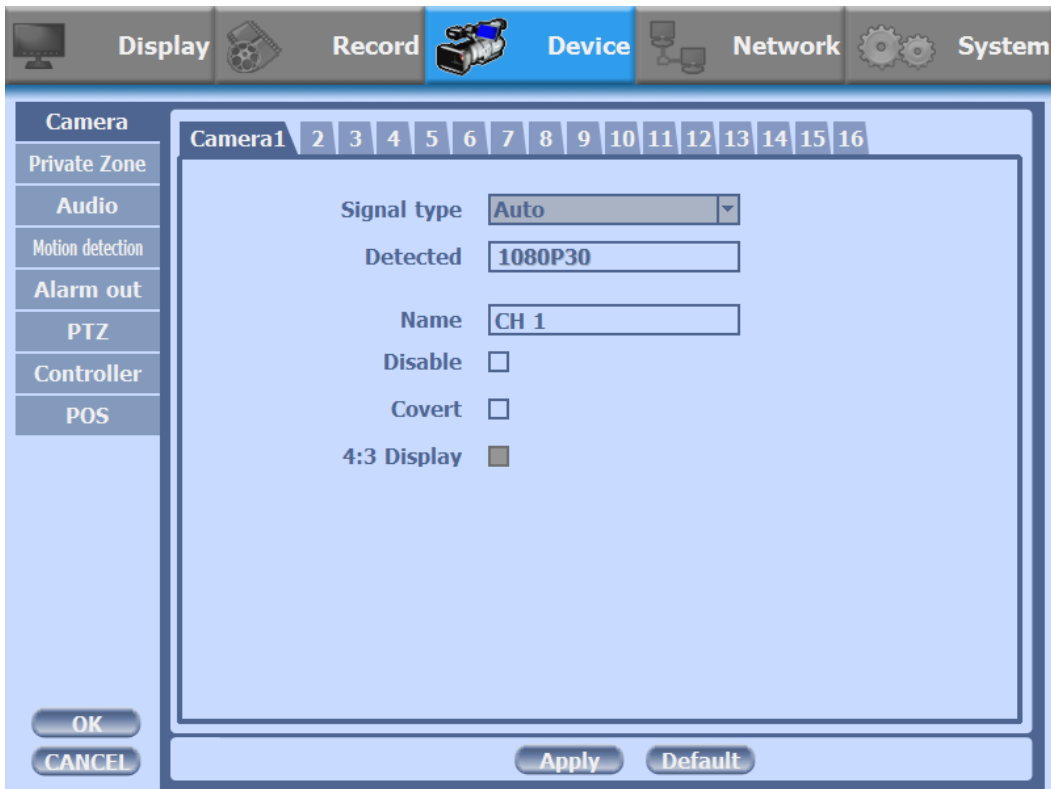 Display Record Device Network System
Camera
Private Zone
Audio
Motion detection
Alarm out
PTZ
Controller
POS
OK
CANCEL
Camera1 2 3 4 5 6 7 8 9 10 11 12 13 14 15 16
Signal type Auto
Detected 1080P30
Name CH 1
Disable
Covert
4:3 Display
Apply Default